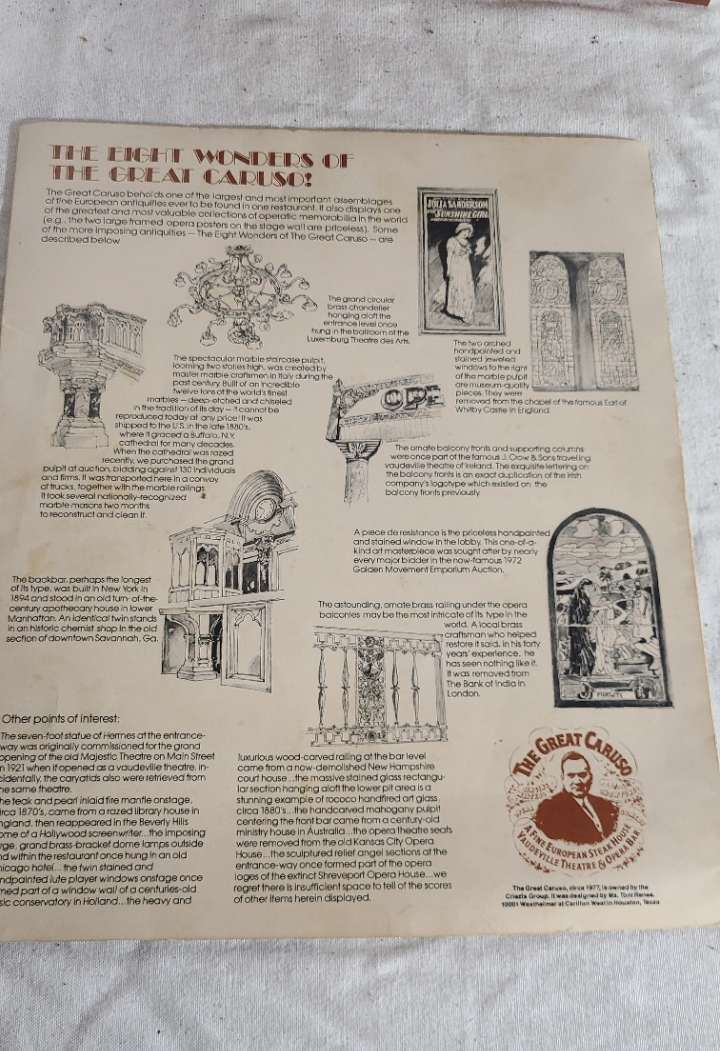 THE EIGHT WONDERS OF
THE GREAT CARUSO!
The Great Caruso beholds one of the largest and most important assemblages
of fine European antiquities ever to be found in one restaurant. It also displays one
of the greatest and most valuable collections of operatic memorabilia in the world
(e.g., the two large framed opera posters on the stage wall are priceless). Some
of the more imposing antiquities — The Eight Wonders of The Great Caruso — are
described below
JULIA SANDERSON
SUNSHINE GIRL
The grand circular
brass chandelier
hanging aloft the
entrance level once
hung in the ballroom of the
Luxemburg Theatre des Arts.
The two arched
handpainted and
stained jeweled
windows to the right
of the marble pulpit
are museum-quality
pieces. They were
removed from the chapel of the famous Earl of
Whitby Castle in England.
The spectacular marble staircase pulpit,
looming two stories high, was created by
master marble craftsmen in Italy during the
past century. Built of an incredible
twelve tons of the world's finest
marbles — deep-etched and chiseled
in the tradition of its day — it cannot be
reproduced today at any price! It was
shipped to the U.S. in the late 1880's,
where it graced a Buffalo, N.Y.
cathedral for many decades.
When the cathedral was razed
recently, we purchased the grand
pulpit at auction, bidding against 130 individuals
and firms. It was transported here in a convoy
of trucks, together with the marble railings.
It took several nationally-recognized
marble masons two months
to reconstruct and clean it.
OPE
The ornate balcony fronts and supporting columns
were once part of the famous J. Crow & Sons traveling
vaudeville theatre of Ireland. The exquisite lettering on
the balcony fronts is an exact duplication of the Irish
company's logotype which existed on the
balcony fronts previously.
A piece de resistance is the priceless handpainted
and stained window in the lobby. This one-of-a-
kind art masterpiece was sought after by nearly
every major bidder in the now-famous 1972
Golden Movement Emporium Auction.
The backbar, perhaps the longest
of its type, was built in New York in
1894 and stood in an old turn-of-the-
century apothecary house in lower
Manhattan. An identical twin stands
in an historic chemist shop in the old
section of downtown Savannah, Ga.
The astounding, ornate brass railing under the opera
balconies may be the most intricate of its type in the
world. A local brass
craftsman who helped
restore it said, in his forty
years' experience, he
has seen nothing like it.
It was removed from
The Bank of India in
London.
Other points of interest:
The seven-foot statue of Hermes at the entrance-
way was originally commissioned for the grand
opening of the old Majestic Theatre on Main Street
in 1921 when it opened as a vaudeville theatre. In-
cidentally, the caryatids also were retrieved from
he same theatre.
he teak and pearl inlaid fire mantle onstage,
irca 1870's, came from a razed library house in
ngland, then reappeared in the Beverly Hills
ome of a Hollywood screenwriter...the imposing
rge, grand brass-bracket dome lamps outside
nd within the restaurant once hung in an old
hicago hotel...the twin stained and
ndpainted lute player windows onstage once
med part of a window wall of a centuries-old
sic conservatory in Holland...the heavy and
luxurious wood-carved railing at the bar level
came from a now-demolished New Hampshire
court house...the massive stained glass rectangu-
lar section hanging aloft the lower pit area is a
stunning example of rococo handfired art glass,
circa 1880's...the handcarved mahogany pulpit
centering the front bar came from a century-old
ministry house in Australia...the opera theatre seats
were removed from the old Kansas City Opera
House...the sculptured relief angel sections at the
entrance-way once formed part of the opera
loges of the extinct Shreveport Opera House...we
regret there is insufficient space to tell of the scores
of other items herein displayed.
THE GREAT CARUSO
A FINE EUROPEAN STEAK HOUSE
VAUDEVILLE THEATRE & OPERA BAR
The Great Caruso, circa 1977, is owned by the
Criezis Group. It was designed by Ms. Toni Renee.
10001 Westheimer at Carillon West in Houston, Texas